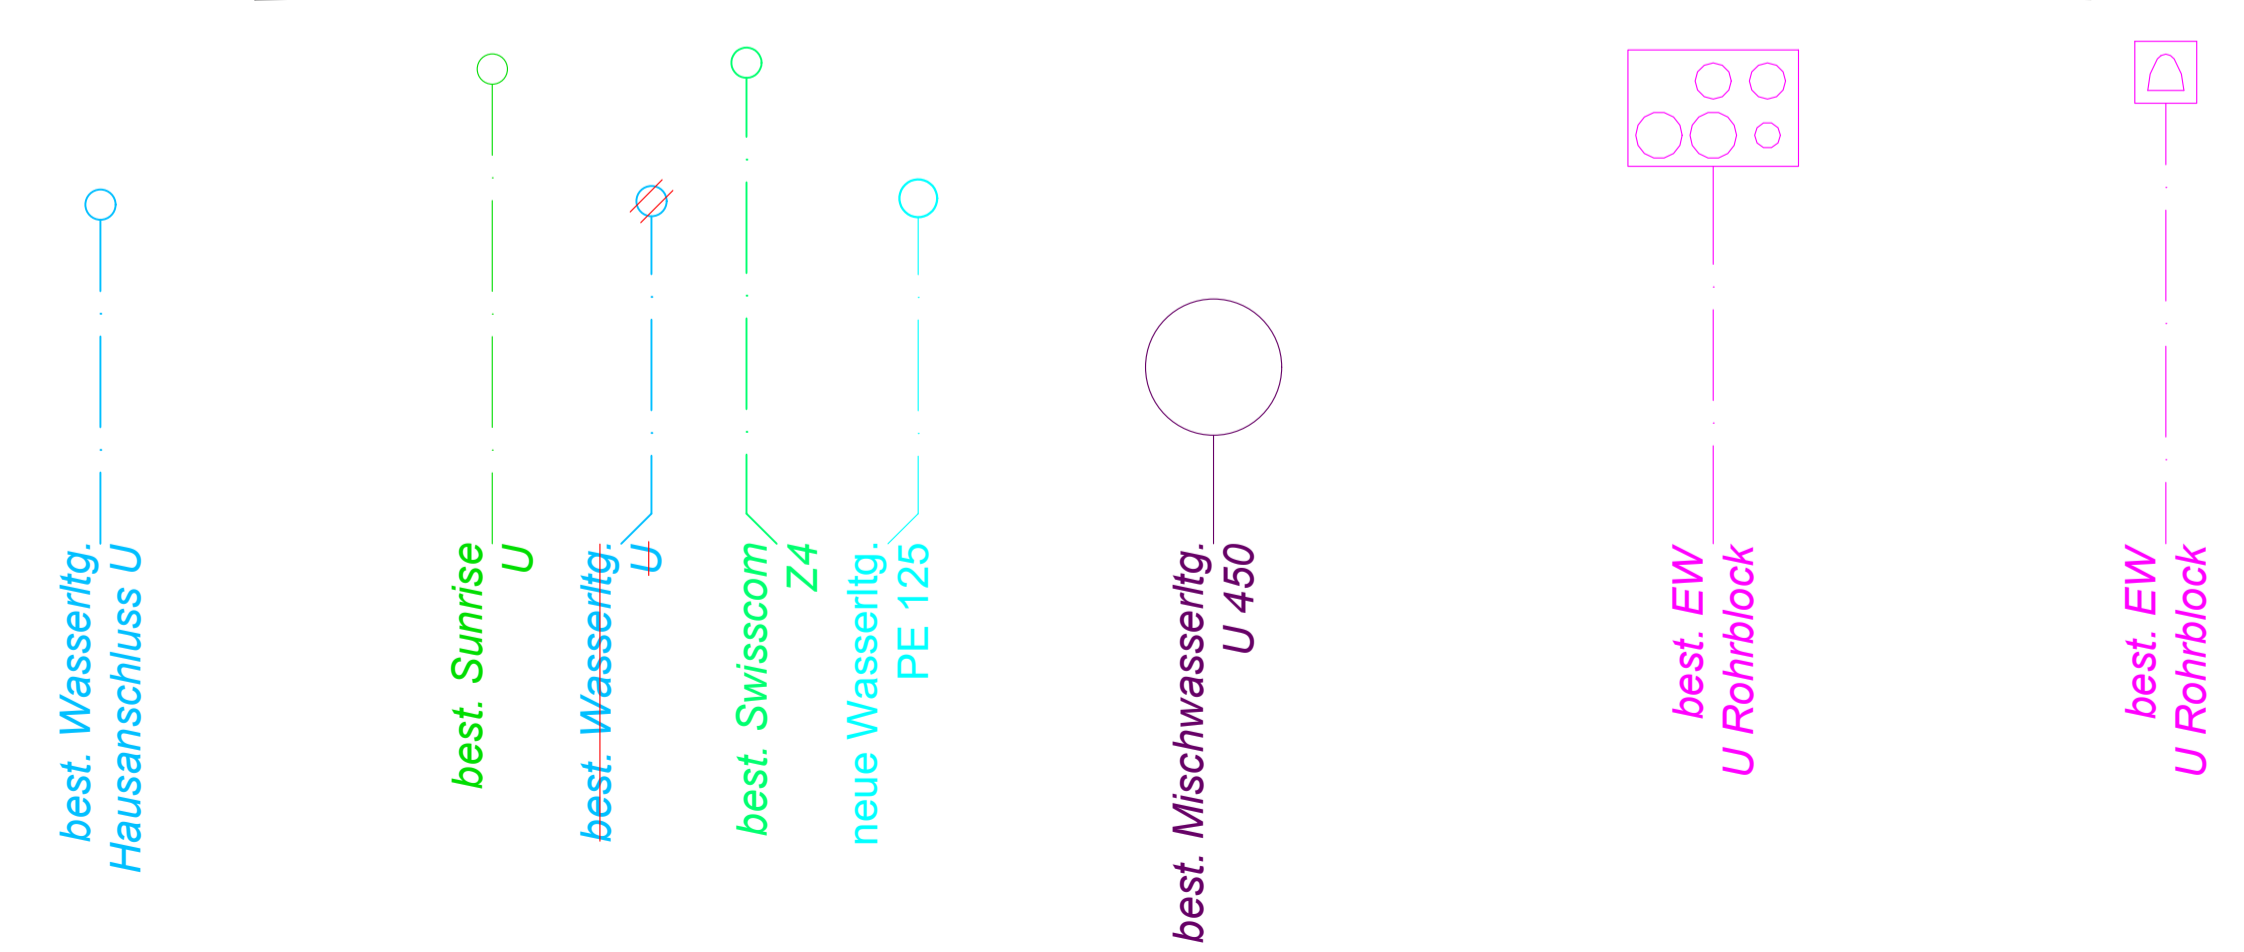 best. Wasserltg.
Hausanschluss U
best. Sunrise
U
best. Wasserltg.
U
best. Swisscom
Z4
neue Wasserltg.
PE 125
best. Mischwasserltg.
U 450
best. EW
U Rohrblock
best. EW
U Rohrblock